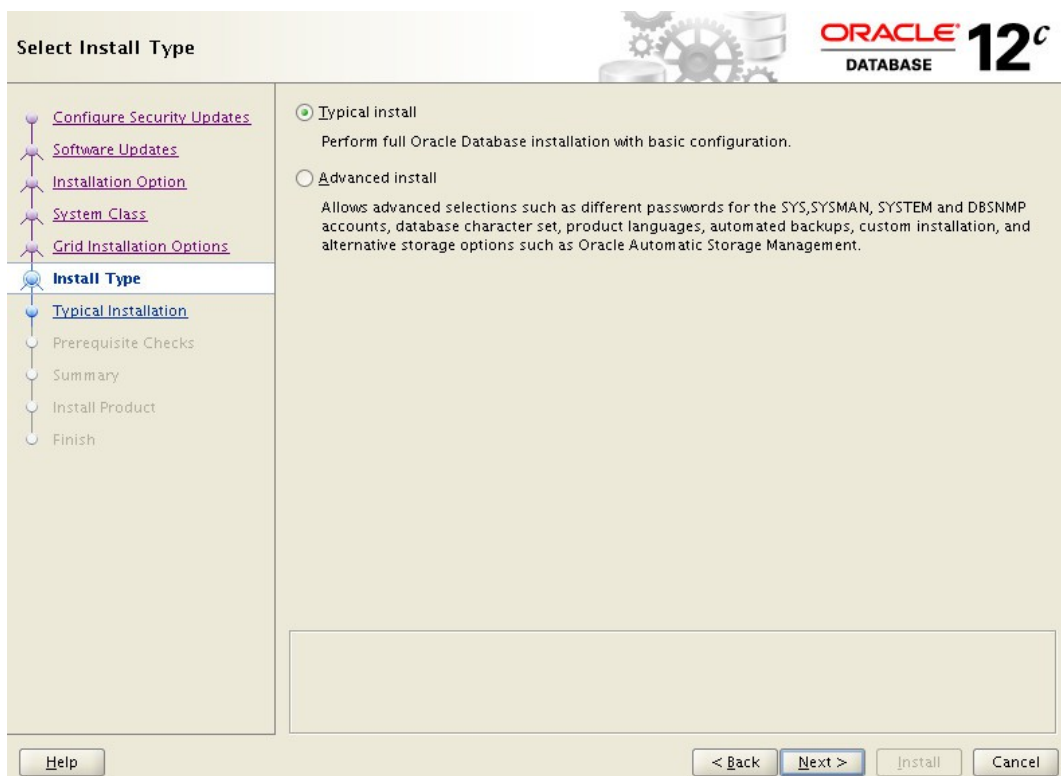 Select Install Type
ORACLE
DATABASE
12c
Configure Security Updates
Software Updates
Installation Option
System Class
Grid Installation Options
Install Type
Typical Installation
Prerequisite Checks
Summary
Install Product
Finish
Typical install
Perform full Oracle Database installation with basic configuration.
Advanced install
Allows advanced selections such as different passwords for the SYS,SYSMAN, SYSTEM and DBSNMP
accounts, database character set, product languages, automated backups, custom installation, and
alternative storage options such as Oracle Automatic Storage Management.
Help
< Back
Next >
Install
Cancel